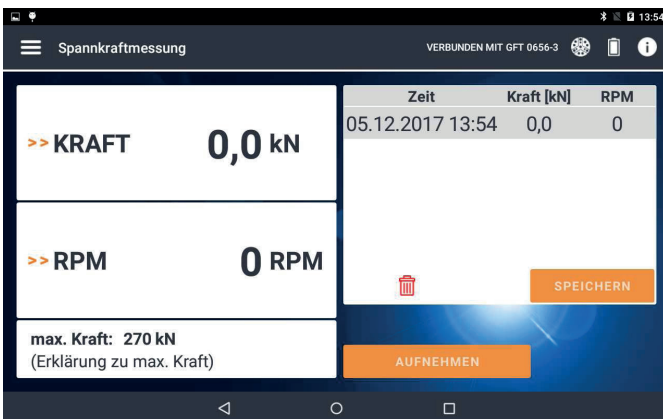 13:54
Spannkraftmessung
VERBUNDEN MIT GFT 0656-3
>> KRAFT 0,0 kN
>> RPM 0 RPM
max. Kraft: 270 kN
(Erklärung zu max. Kraft)
Zeit Kraft [kN] RPM
05.12.2017 13:54 0,0 0
SPEICHERN
AUFNEHMEN